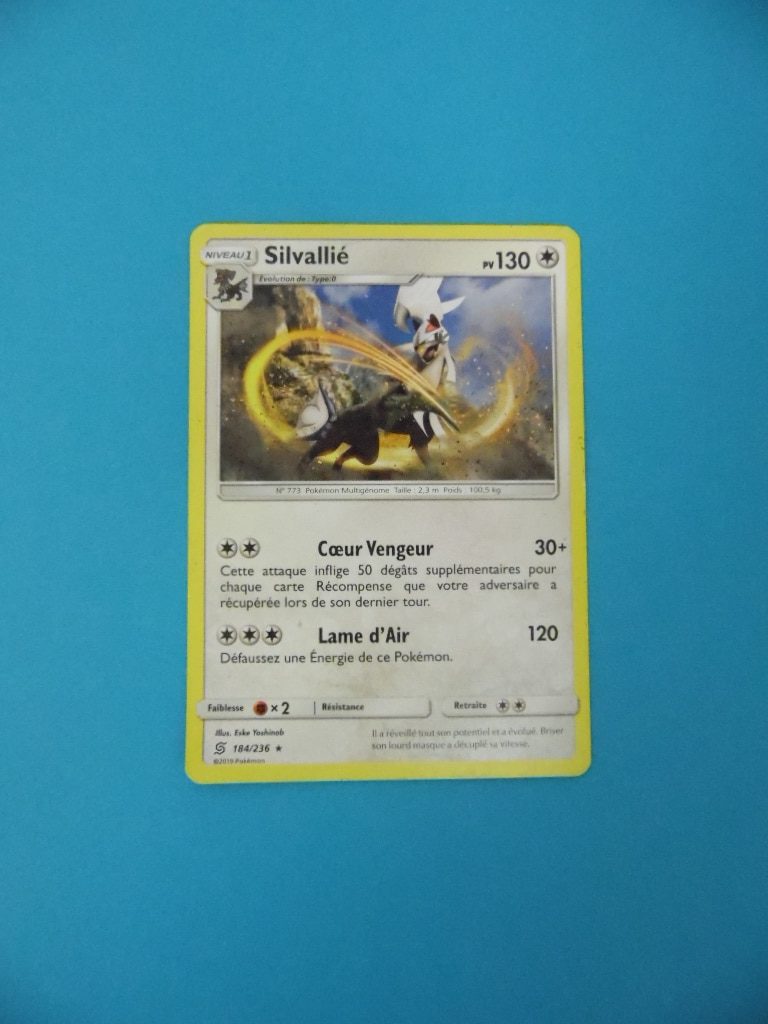 NIVEAU 1
Silvallié
PV 130
Évolution de : Type:0
N° 773 Pokémon Multigénome Taille : 2,3 m Poids : 100,5 kg
Cœur Vengeur 30+
Cette attaque inflige 50 dégâts supplémentaires pour
chaque carte Récompense que votre adversaire a
récupérée lors de son dernier tour.
Lame d'Air 120
Défaussez une Énergie de ce Pokémon.
Faiblesse ×2 Résistance Retraite
Illus. Eske Yoshinob
184/236 ★
©2019 Pokémon
Il a réveillé tout son potentiel et a évolué. Briser
son lourd masque a décuplé sa vitesse.